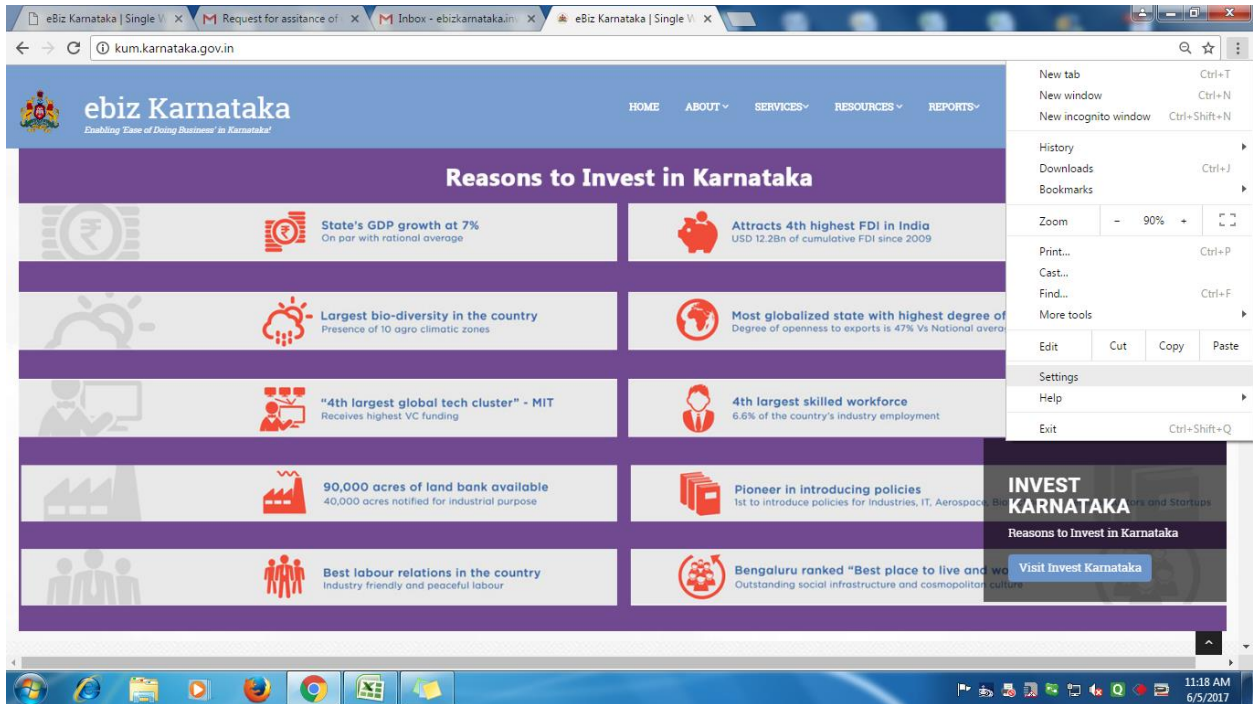 eBiz Karnataka | Single W
Request for assitance of
Inbox - ebizkarnataka.in
eBiz Karnataka | Single W
kum.karnataka.gov.in
ebiz Karnataka
Enabling 'Ease of Doing Business' in Karnataka!
HOME ABOUT SERVICES RESOURCES REPORTS
New tab Ctrl+T
New window Ctrl+N
New incognito window Ctrl+Shift+N
History
Downloads Ctrl+J
Bookmarks
Zoom - 90% +
Print... Ctrl+P
Cast...
Find... Ctrl+F
More tools
Edit Cut Copy Paste
Settings
Help
Exit Ctrl+Shift+Q
Reasons to Invest in Karnataka
State's GDP growth at 7%
On par with rational average
Attracts 4th highest FDI in India
USD 12.2Bn of cumulative FDI since 2009
Largest bio-diversity in the country
Presence of 10 agro climatic zones
Most globalized state with highest degree of
Degree of openness to exports is 47% Vs National avera
"4th largest global tech cluster" - MIT
Receives highest VC funding
4th largest skilled workforce
6.6% of the country's industry employment
90,000 acres of land bank available
40,000 acres notified for industrial purpose
Pioneer in introducing policies
1st to introduce policies for Industries, IT, Aerospace, and Startups
Best labour relations in the country
Industry friendly and peaceful labour
Bengaluru ranked "Best place to live and wo
Outstanding social infrastructure and cosmopolitan culture
INVEST
KARNATAKA
Reasons to Invest in Karnataka
Visit Invest Karnataka
11:18 AM
6/5/2017